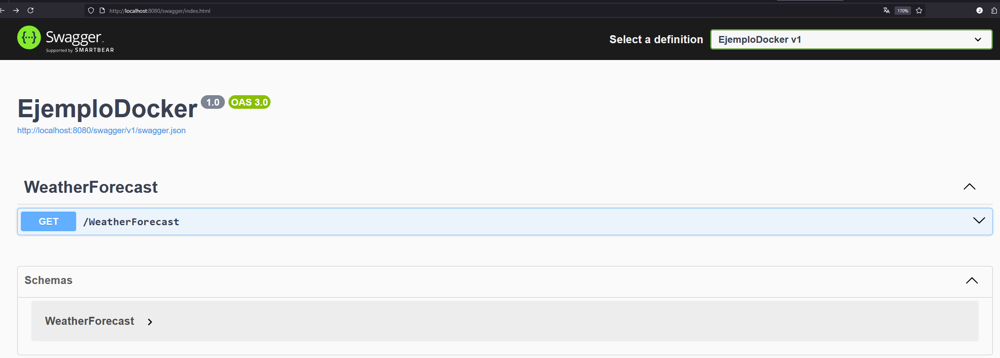 http://localhost:8080/swagger/index.html
170%
J
{···} Swagger™
Supported by SMARTBEAR
Select a definition
EjemploDocker v1
EjemploDocker 1.0 OAS 3.0
http://localhost:8080/swagger/v1/swagger.json
WeatherForecast
GET /WeatherForecast
Schemas
WeatherForecast